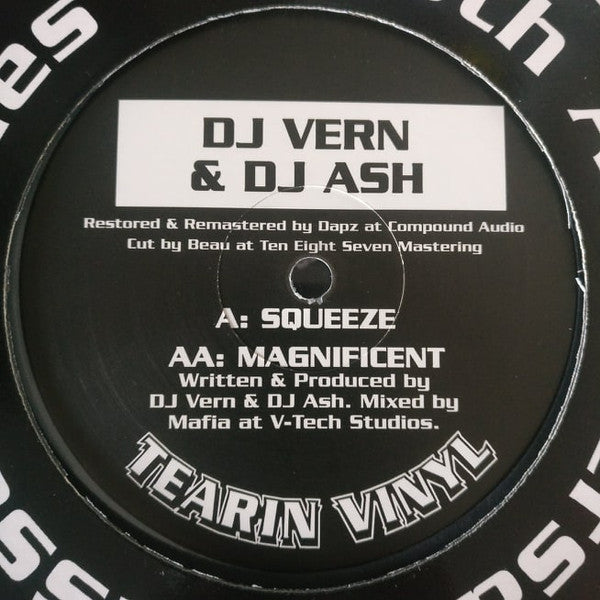 DJ VERN
& DJ ASH
Restored & Remastered by Dapz at Compound Audio
Cut by Beau at Ten Eight Seven Mastering
A: SQUEEZE
AA: MAGNIFICENT
Written & Produced by
DJ Vern & DJ Ash. Mixed by
Mafia at V-Tech Studios.
TEARIN VINYL